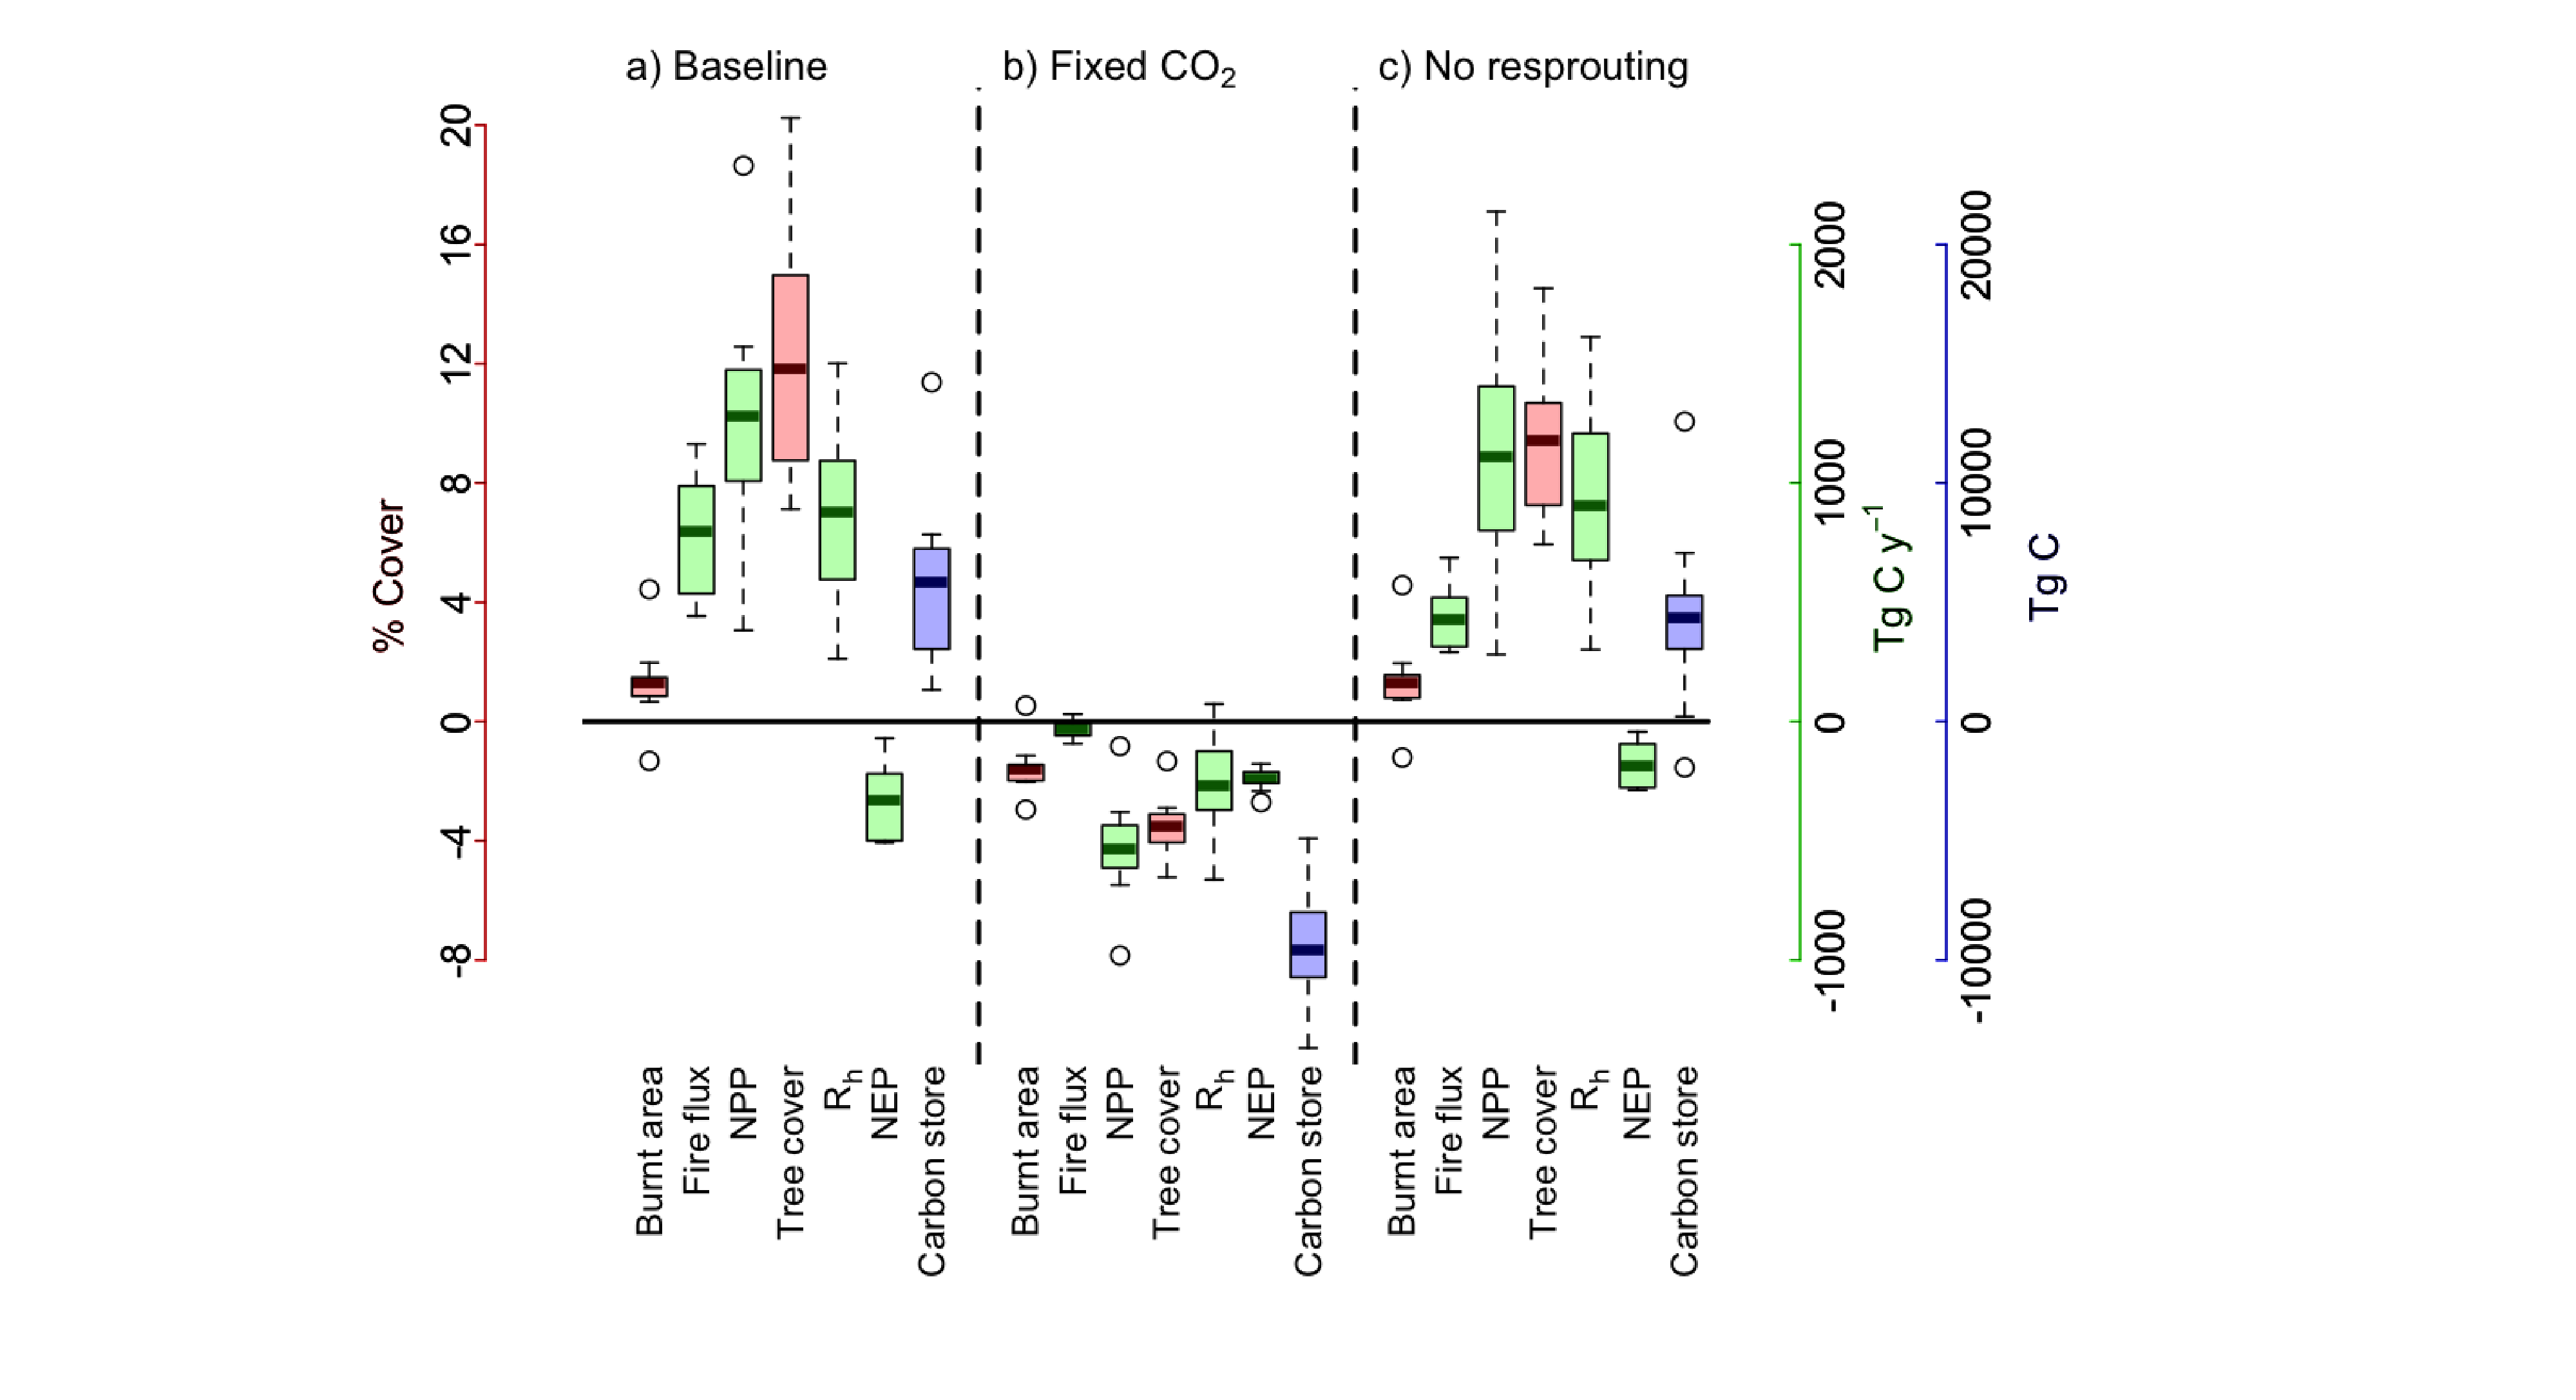 a) Baseline
b) Fixed CO₂
c) No resprouting
% Cover
20
16
12
8
4
0
-4
-8
2000
1000
0
-1000
Tg C y⁻¹
20000
10000
0
-10000
Tg C
Burnt area
Fire flux
NPP
Tree cover
Rₕ
NEP
Carbon store
Burnt area
Fire flux
NPP
Tree cover
Rₕ
NEP
Carbon store
Burnt area
Fire flux
NPP
Tree cover
Rₕ
NEP
Carbon store